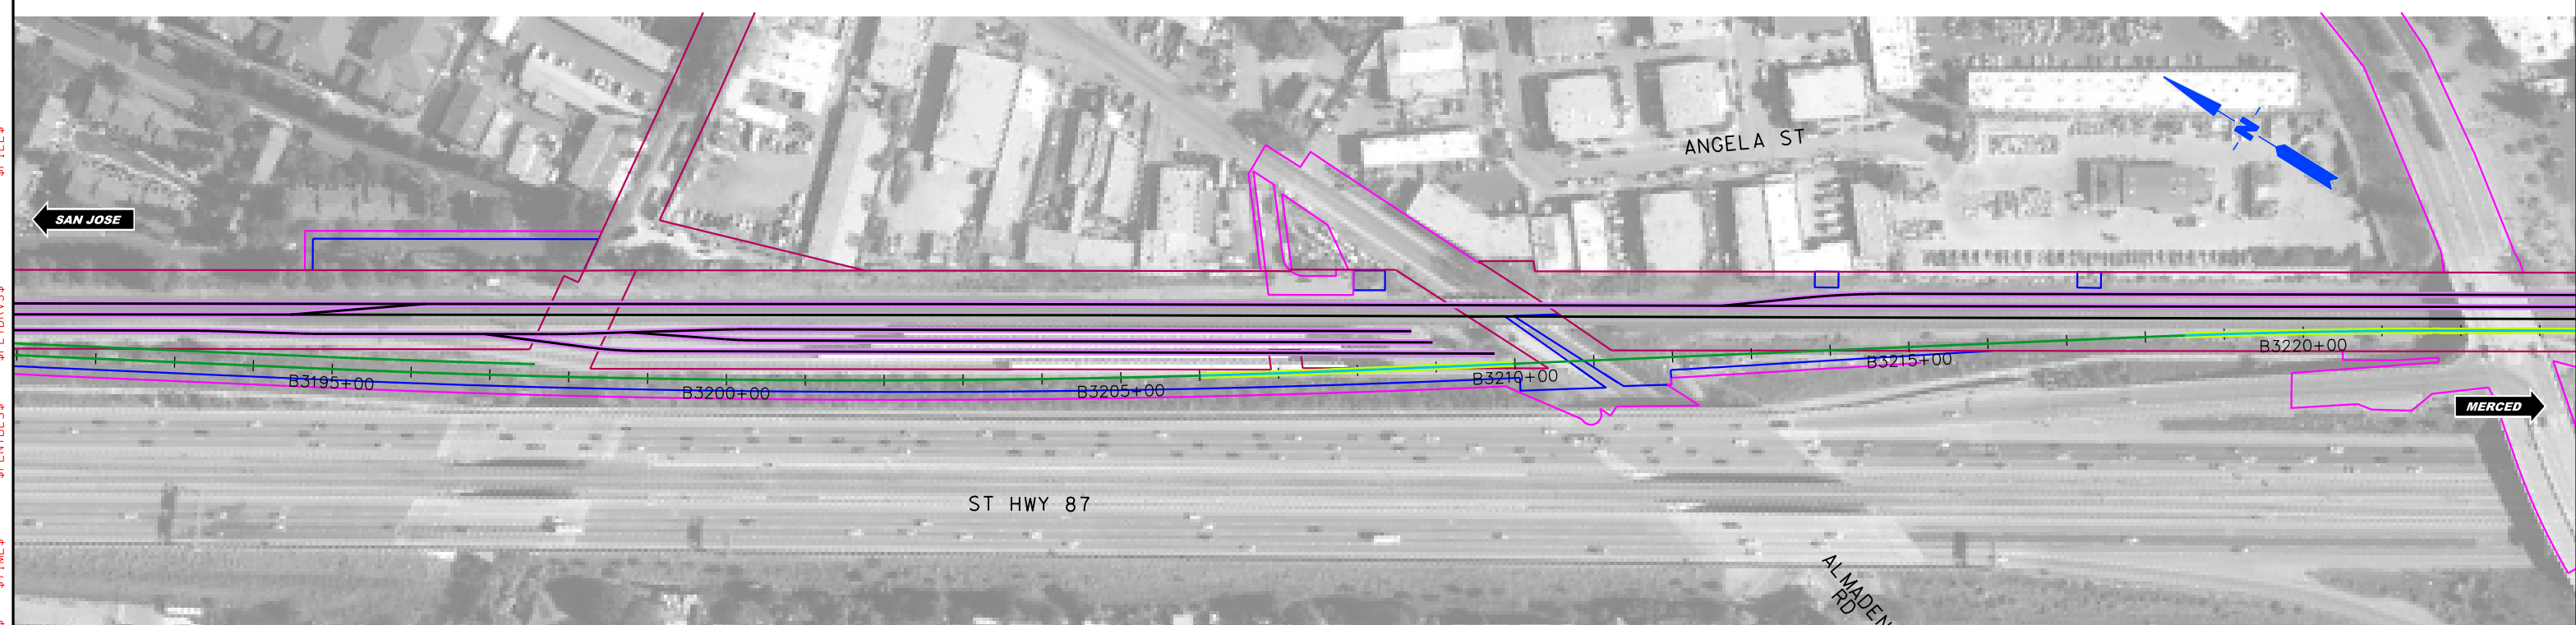 ANGELA ST
N
SAN JOSE
B3195+00
B3200+00
B3205+00
B3210+00
B3215+00
B3220+00
MERCED
ST HWY 87
ALMADEN
RD